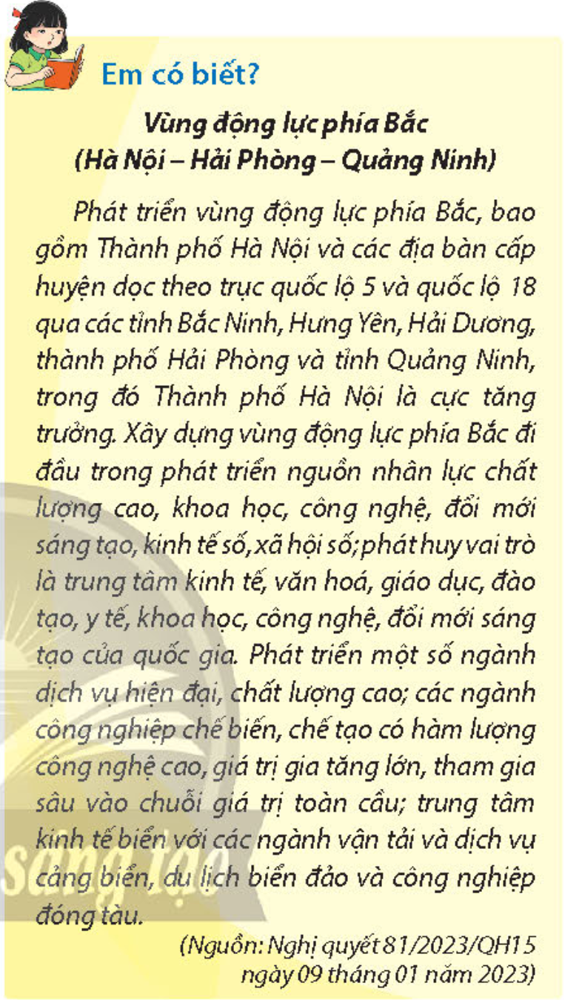 Em có biết?
Vùng động lực phía Bắc
(Hà Nội – Hải Phòng – Quảng Ninh)
Phát triển vùng động lực phía Bắc, bao
gồm Thành phố Hà Nội và các địa bàn cấp
huyện dọc theo trục quốc lộ 5 và quốc lộ 18
qua các tỉnh Bắc Ninh, Hưng Yên, Hải Dương,
thành phố Hải Phòng và tỉnh Quảng Ninh,
trong đó Thành phố Hà Nội là cực tăng
trưởng. Xây dựng vùng động lực phía Bắc đi
đầu trong phát triển nguồn nhân lực chất
lượng cao, khoa học, công nghệ, đổi mới
sáng tạo, kinh tế số, xã hội số; phát huy vai trò
là trung tâm kinh tế, văn hoá, giáo dục, đào
tạo, y tế, khoa học, công nghệ, đổi mới sáng
tạo của quốc gia. Phát triển một số ngành
dịch vụ hiện đại, chất lượng cao; các ngành
công nghiệp chế biến, chế tạo có hàm lượng
công nghệ cao, giá trị gia tăng lớn, tham gia
sâu vào chuỗi giá trị toàn cầu; trung tâm
kinh tế biển với các ngành vận tải và dịch vụ
cảng biển, du lịch biển đảo và công nghiệp
đóng tàu.
sáng tạo
(Nguồn: Nghị quyết 81/2023/QH15
ngày 09 tháng 01 năm 2023)